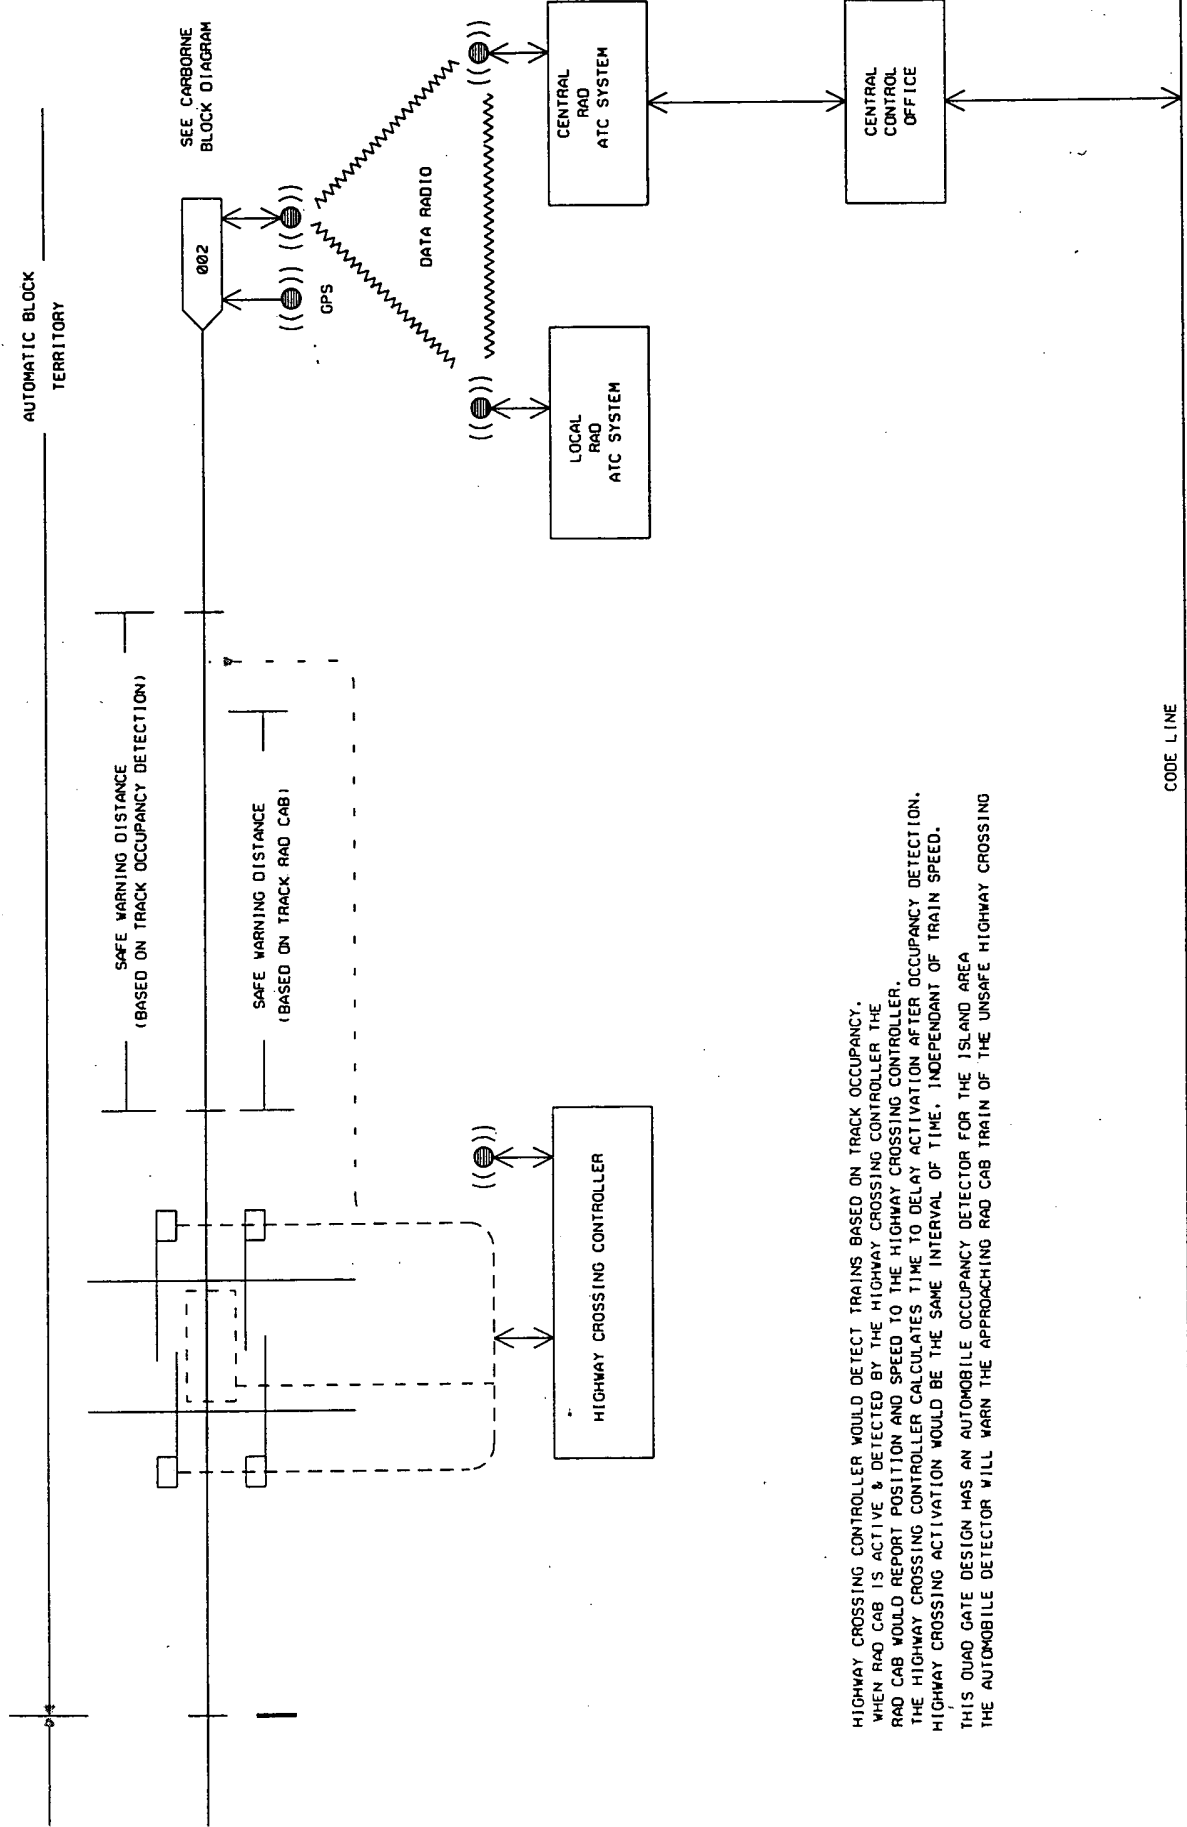 AUTOMATIC BLOCK
TERRITORY
SEE CARBORNE
BLOCK DIAGRAM
002
GPS
DATA RADIO
SAFE WARNING DISTANCE
(BASED ON TRACK OCCUPANCY DETECTION)
SAFE WARNING DISTANCE
(BASED ON TRACK RAD CAB)
LOCAL
RAD
ATC SYSTEM
CENTRAL
RAD
ATC SYSTEM
CENTRAL
CONTROL
OFFICE
HIGHWAY CROSSING CONTROLLER
HIGHWAY CROSSING CONTROLLER WOULD DETECT TRAINS BASED ON TRACK OCCUPANCY.
WHEN RAD CAB IS ACTIVE & DETECTED BY THE HIGHWAY CROSSING CONTROLLER THE
RAD CAB WOULD REPORT POSITION AND SPEED TO THE HIGHWAY CROSSING CONTROLLER.
THE HIGHWAY CROSSING CONTROLLER CALCULATES TIME TO DELAY ACTIVATION AFTER OCCUPANCY DETECTION.
HIGHWAY CROSSING ACTIVATION WOULD BE THE SAME INTERVAL OF TIME, INDEPENDANT OF TRAIN SPEED.
THIS QUAD GATE DESIGN HAS AN AUTOMOBILE OCCUPANCY DETECTOR FOR THE ISLAND AREA
THE AUTOMOBILE DETECTOR WILL WARN THE APPROACHING RAD CAB TRAIN OF THE UNSAFE HIGHWAY CROSSING
CODE LINE